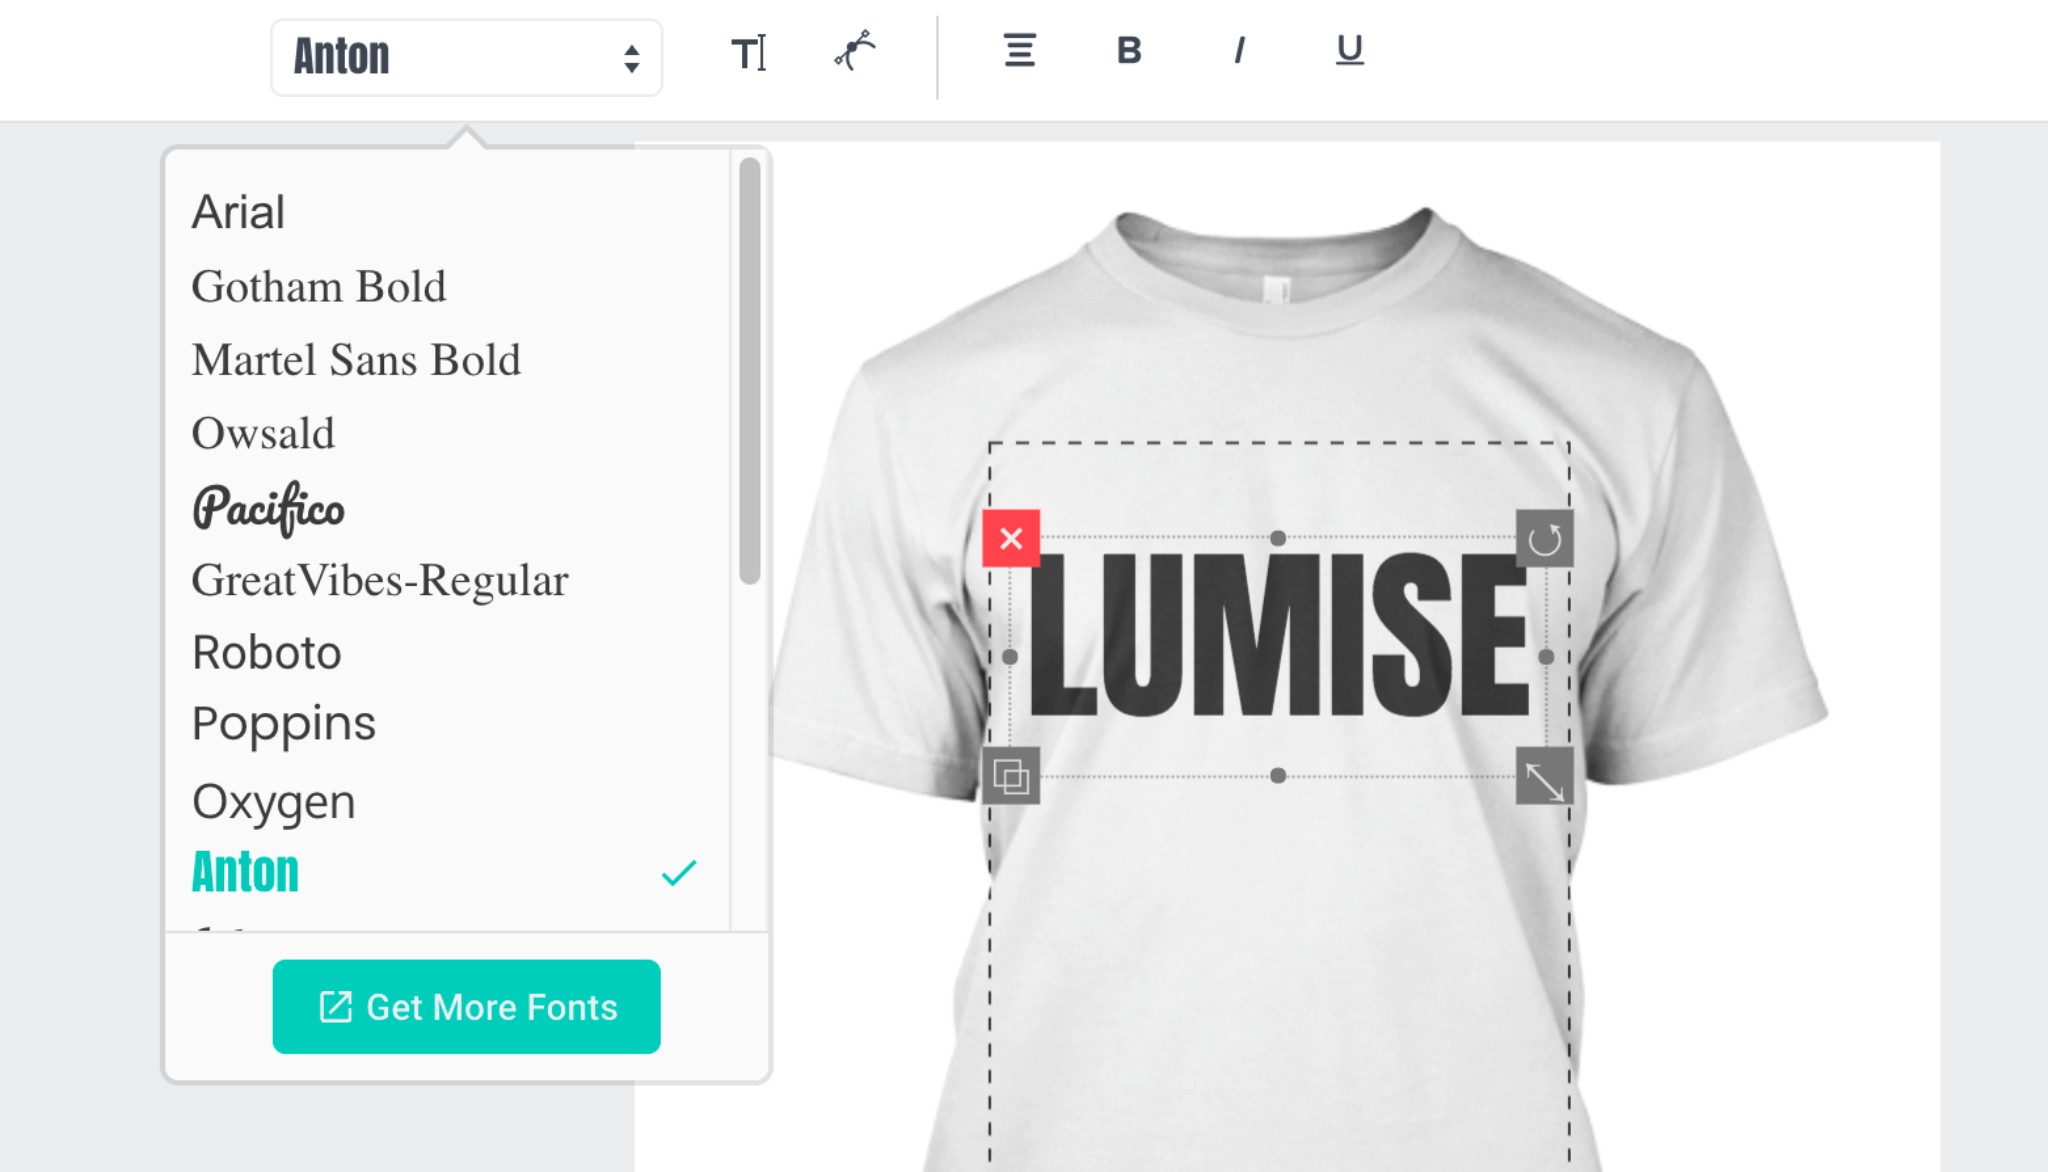 Anton
B
I
U
Arial
Gotham Bold
Martel Sans Bold
Owsald
Pacifico
GreatVibes-Regular
Roboto
Poppins
Oxygen
Anton
Get More Fonts
LUMISE